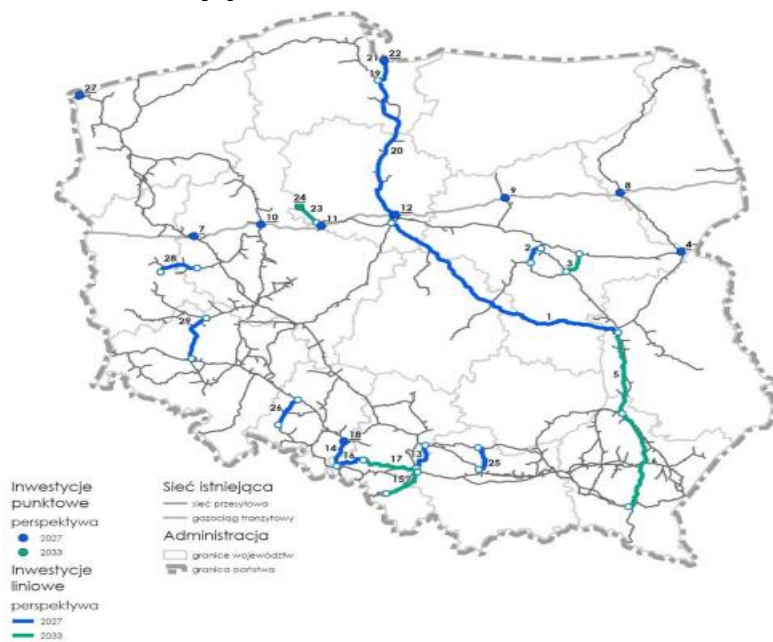 21 22
19
27
20
24
23
12
11
9
8
10
7
4
2
3
28
1
29
5
26
18
14
16
17
13
25
15
Inwestycje
punktowe
perspektywa
2027
2033
Inwestycje
liniowe
perspektywa
2027
2033
Sieć istniejąca
sieć przesyłowa
gazociąg tranzytowy
Administracja
granice województw
granica państwa